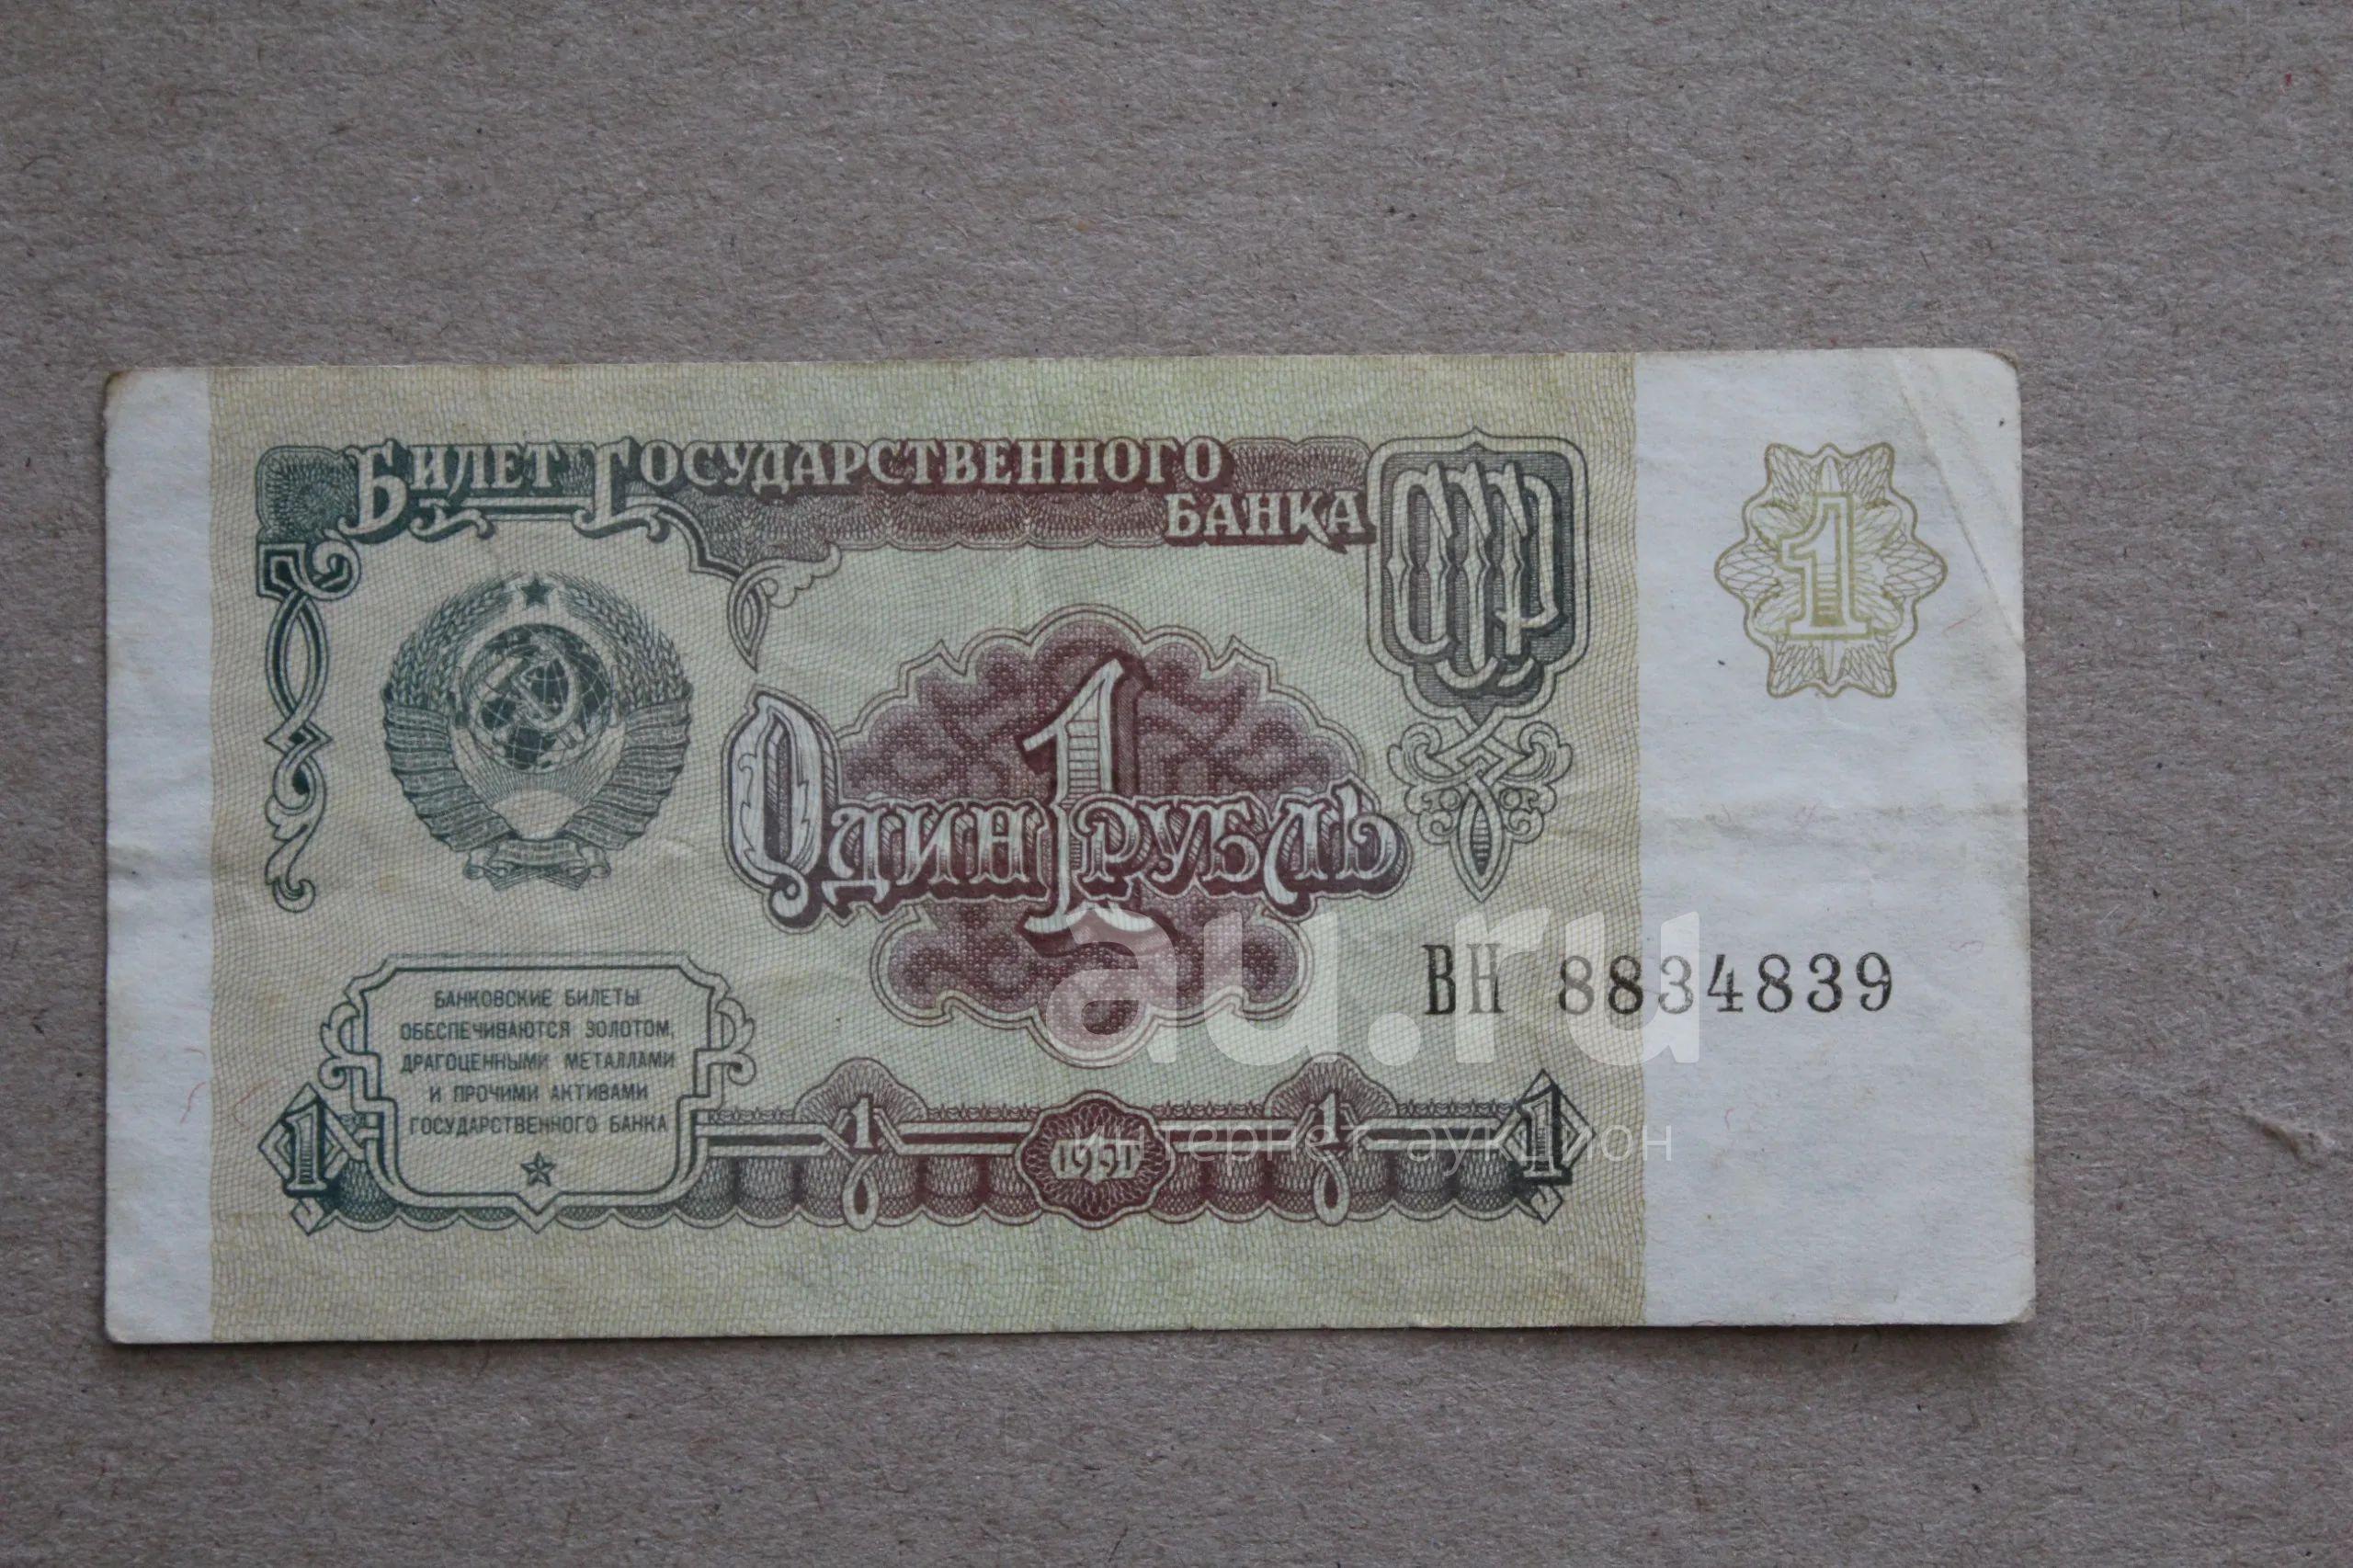 Билет Государственного
Банка
СССР
1
1
Один рубль
ВН 8834839
Банковские билеты
обеспечиваются золотом,
драгоценными металлами
и прочими активами
Государственного банка
1 1 1991 1 1
au.ru
интернет-аукцион